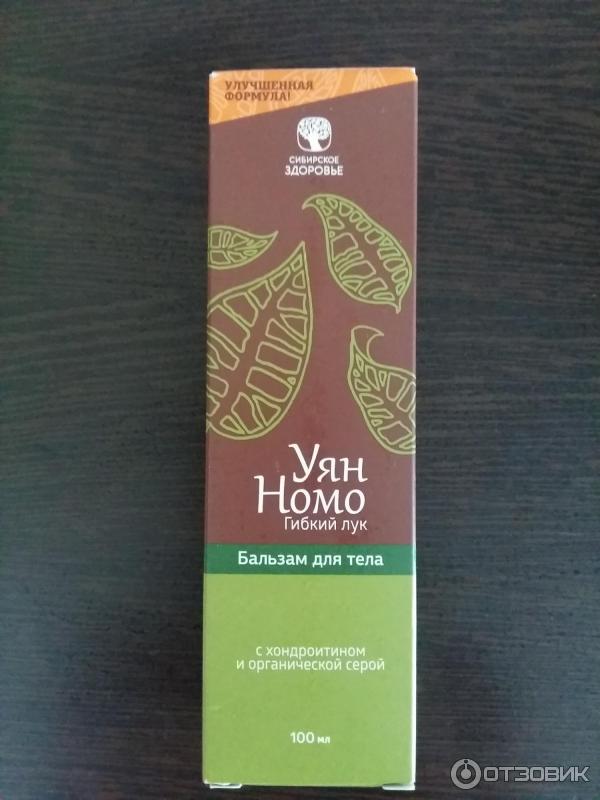 УЛУЧШЕННАЯ
ФОРМУЛА!
СИБИРСКОЕ
ЗДОРОВЬЕ
Уян
Номо
Гибкий лук
Бальзам для тела
с хондроитином
и органической серой
100 мл
ОТЗОВИК